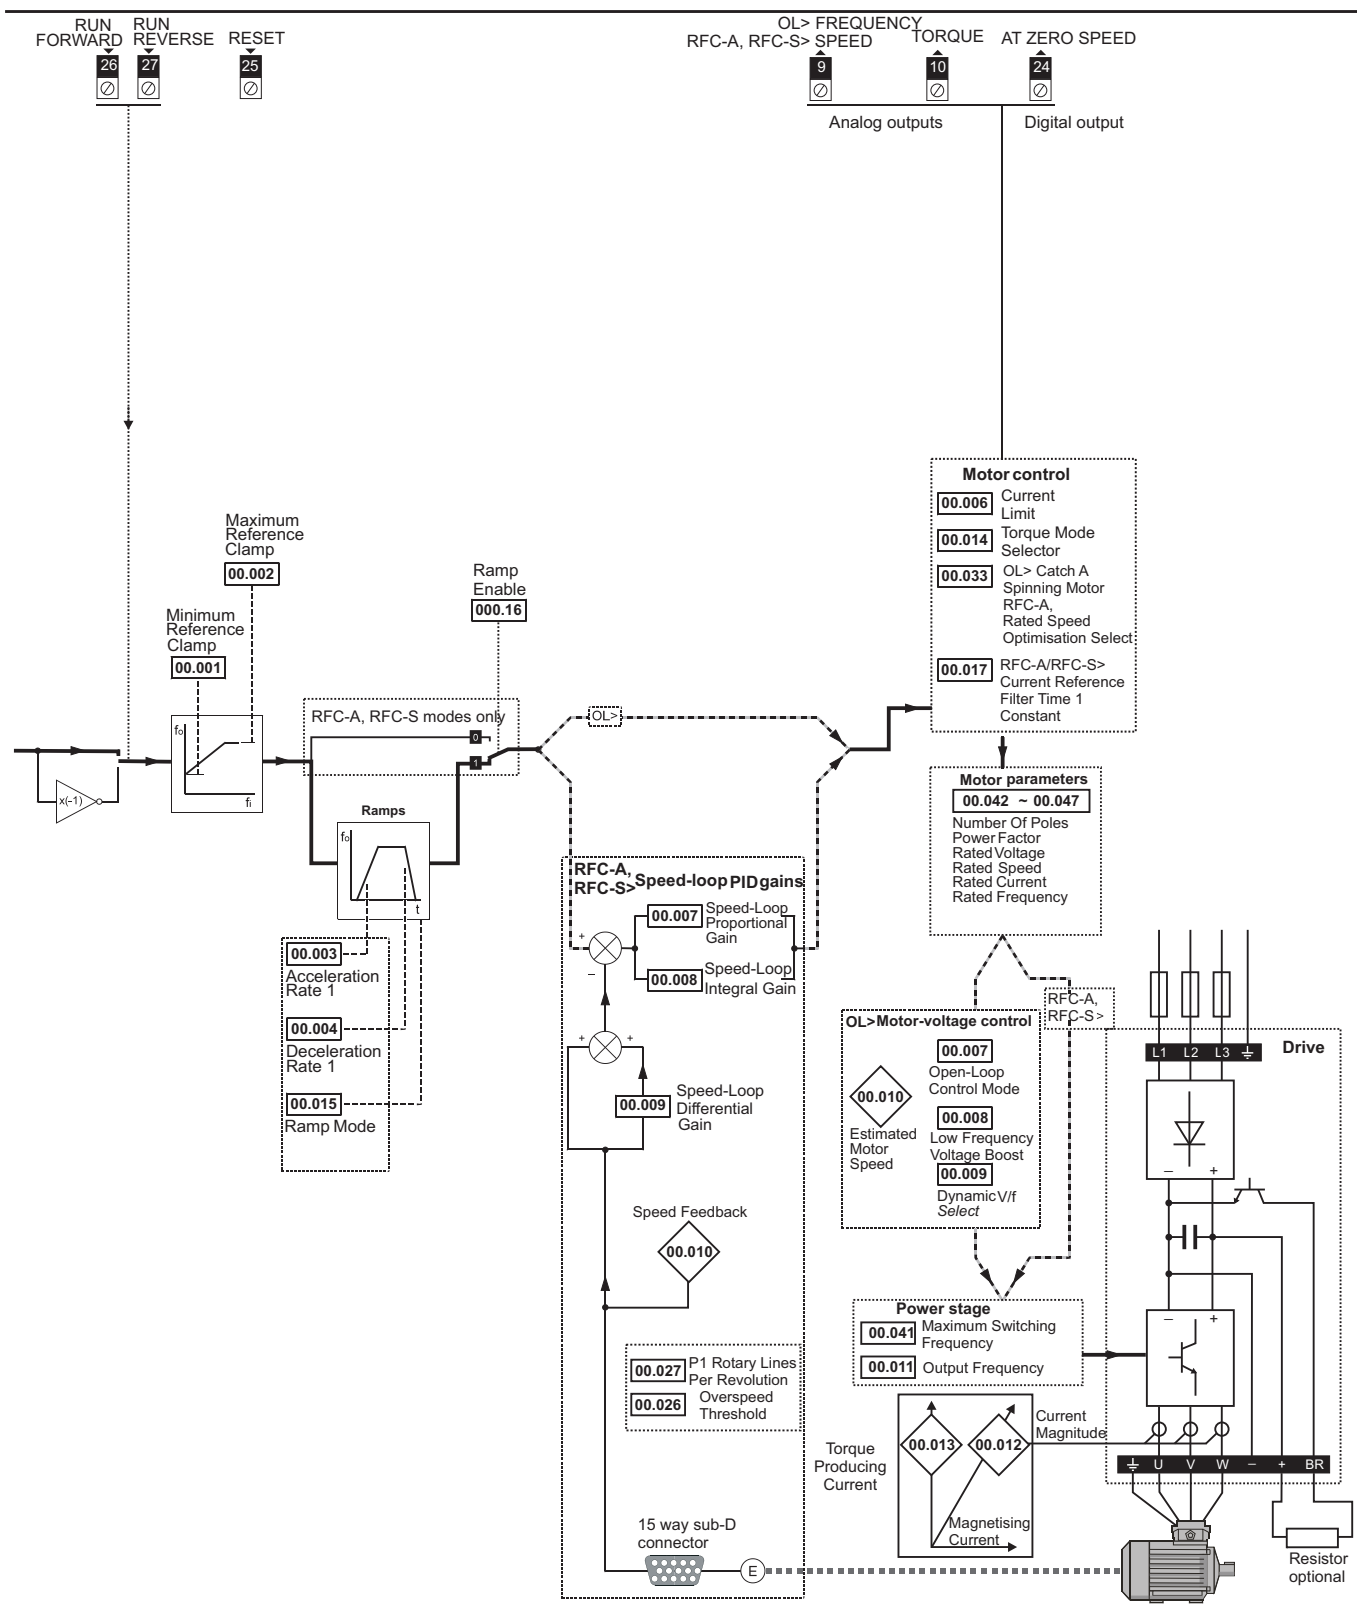 RUN
FORWARD
RUN
REVERSE
RESET
26
27
25
OL> FREQUENCY
RFC-A, RFC-S> SPEED
TORQUE
AT ZERO SPEED
9
10
24
Analog outputs
Digital output
Maximum
Reference
Clamp
00.002
Minimum
Reference
Clamp
00.001
Ramp
Enable
000.16
RFC-A, RFC-S modes only
0
1
OL>
fo
fi
x(-1)
Ramps
fo
t
00.003
Acceleration
Rate 1
00.004
Deceleration
Rate 1
00.015
Ramp Mode
RFC-A,
RFC-S>
Speed-loop PID gains
00.007
Speed-Loop
Proportional
Gain
00.008
Speed-Loop
Integral Gain
+
–
+
+
00.009
Speed-Loop
Differential
Gain
Speed Feedback
00.010
00.027
P1 Rotary Lines
Per Revolution
00.026
Overspeed
Threshold
15 way sub-D
connector
E
Motor control
00.006
Current
Limit
00.014
Torque Mode
Selector
00.033
OL> Catch A
Spinning Motor
RFC-A,
Rated Speed
Optimisation Select
00.017
RFC-A/RFC-S>
Current Reference
Filter Time 1
Constant
Motor parameters
00.042 ~ 00.047
Number Of Poles
Power Factor
Rated Voltage
Rated Speed
Rated Current
Rated Frequency
RFC-A,
RFC-S >
OL> Motor-voltage control
00.007
Open-Loop
Control Mode
00.010
Estimated
Motor
Speed
00.008
Low Frequency
Voltage Boost
00.009
Dynamic V/f
Select
Power stage
00.041
Maximum Switching
Frequency
00.011
Output Frequency
Drive
L1 L2 L3
– +
– +
Current
Magnitude
00.013
00.012
Torque
Producing
Current
Magnetising
Current
U V W – + BR
Resistor
optional